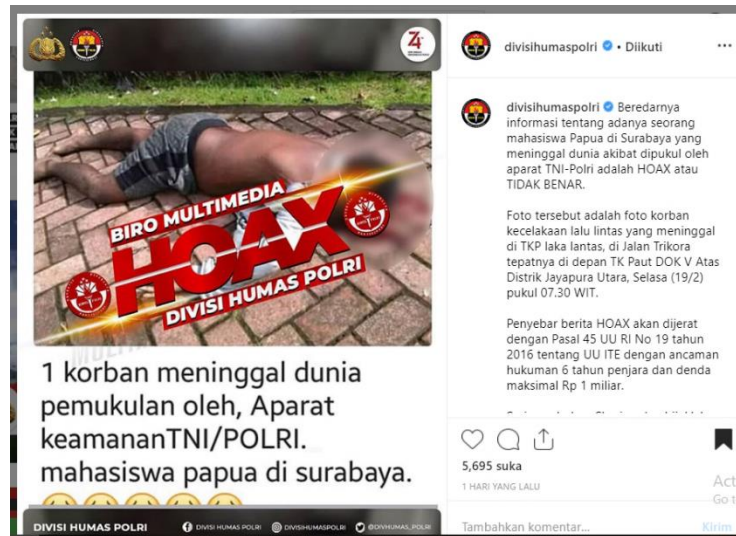 74
BIRO MULTIMEDIA
HOAX
DIVISI HUMAS POLRI
1 korban meninggal dunia
pemukulan oleh, Aparat
keamananTNI/POLRI.
mahasiswa papua di surabaya.
DIVISI HUMAS POLRI
DIVISI HUMAS POLRI
DIVISIHUMASPOLRI
@DIVHUMAS_POLRI
divisihumaspolri • Diikuti
divisihumaspolri Beredarnya
informasi tentang adanya seorang
mahasiswa Papua di Surabaya yang
meninggal dunia akibat dipukul oleh
aparat TNI-Polri adalah HOAX atau
TIDAK BENAR.
Foto tersebut adalah foto korban
kecelakaan lalu lintas yang meninggal
di TKP laka lantas, di Jalan Trikora
tepatnya di depan TK Paut DOK V Atas
Distrik Jayapura Utara, Selasa (19/2)
pukul 07.30 WIT.
Penyebar berita HOAX akan dijerat
dengan Pasal 45 UU RI No 19 tahun
2016 tentang UU ITE dengan ancaman
hukuman 6 tahun penjara dan denda
maksimal Rp 1 miliar.
5,695 suka
1 HARI YANG LALU
Tambahkan komentar...
Kirim
Act
Go t